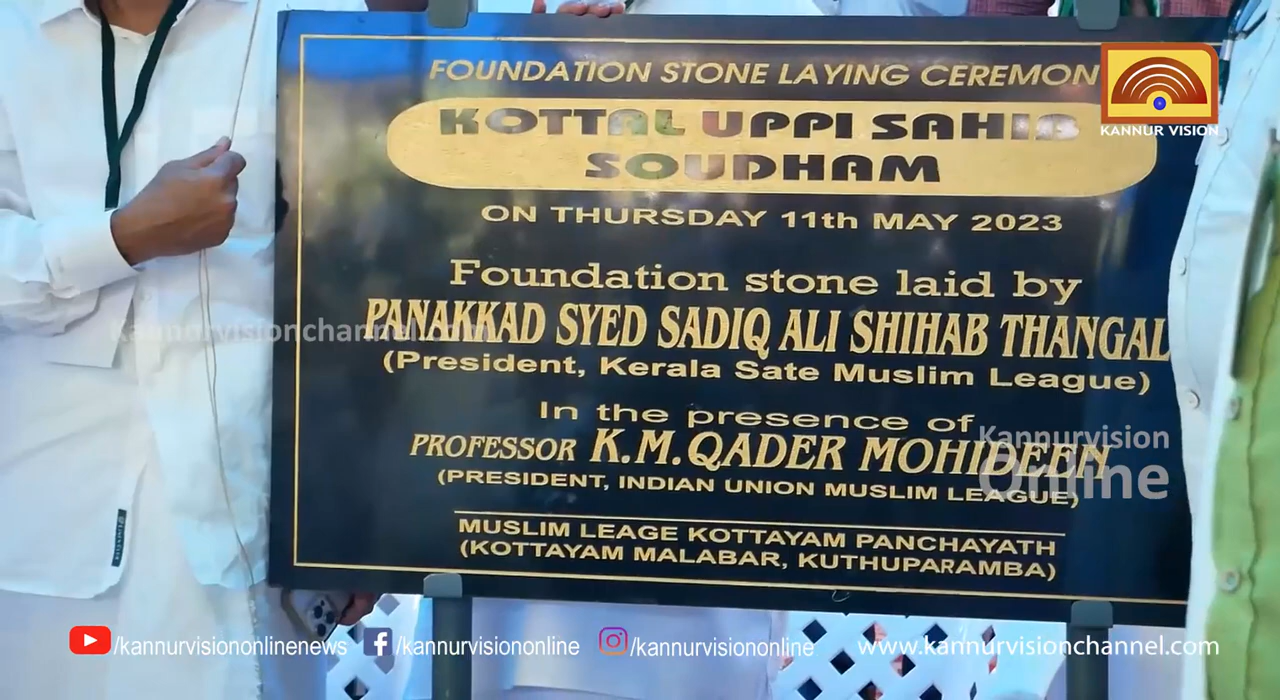 FOUNDATION STONE LAYING CEREMON
KANNUR VISION
KOTTAL UPPI SAHIB
SOUDHAM
ON THURSDAY 11th MAY 2023
Foundation stone laid by
PANAKKAD SYED SADIQ ALI SHIHAB THANGAL
Kannurvisionchannel.com
(President, Kerala Sate Muslim League)
In the presence of
PROFESSOR K.M.QADER MOHIDEEN
Kannurvision
Online
(PRESIDENT, INDIAN UNION MUSLIM LEAGUE)
MUSLIM LEAGE KOTTAYAM PANCHAYATH
(KOTTAYAM MALABAR, KUTHUPARAMBA)
/kannurvisiononlinenews /kannurvisiononline /kannurvisiononline www.kannurvisionchannel.com